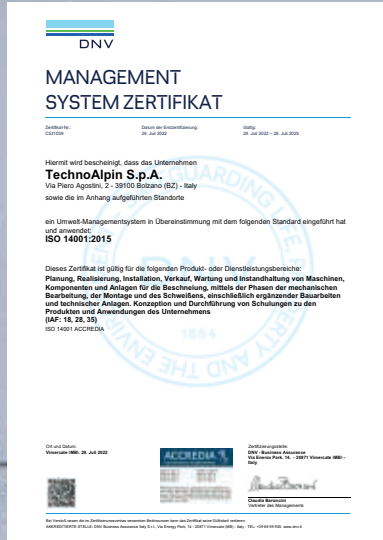 DNV
MANAGEMENT
SYSTEM ZERTIFIKAT
Zertifikat-Nr.:
Datum der Erstzertifizierung:
Gültig:
C531039
29. Juli 2022
29. Juli 2022 – 28. Juli 2025
Hiermit wird bescheinigt, dass das Unternehmen
TechnoAlpin S.p.A.
Via Piero Agostini, 2 - 39100 Bolzano (BZ) - Italy
sowie die im Anhang aufgeführten Standorte
ein Umwelt-Managementsystem in Übereinstimmung mit dem folgenden Standard eingeführt hat
und anwendet:
ISO 14001:2015
Dieses Zertifikat ist gültig für die folgenden Produkt- oder Dienstleistungsbereiche:
Planung, Realisierung, Installation, Verkauf, Wartung und Instandhaltung von Maschinen,
Komponenten und Anlagen für die Beschneiung, mittels der Phasen der mechanischen
Bearbeitung, der Montage und des Schweißens, einschließlich ergänzender Bauarbeiten
und technischer Anlagen. Konzeption und Durchführung von Schulungen zu den
Produkten und Anwendungen des Unternehmens
(IAF: 18, 28, 35)
ISO 14001 ACCREDIA
1864
Ort und Datum:
Vimercate (MB), 29. Juli 2022
ACCREDIA
Zertifizierungsstelle:
DNV - Business Assurance
Via Energy Park, 14, - 20871 Vimercate (MB) -
Italy
Claudia Baroncini
Vertreter des Managements